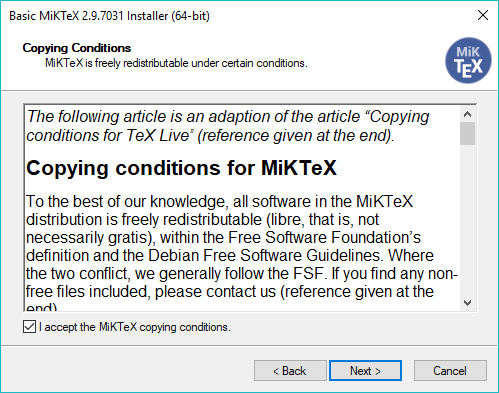 Basic MiKTeX 2.9.7031 Installer (64-bit)
Copying Conditions
MiKTeX is freely redistributable under certain conditions.
MiK
TEX
The following article is an adaption of the article “Copying
conditions for TeX Live” (reference given at the end).
Copying conditions for MiKTeX
To the best of our knowledge, all software in the MiKTeX
distribution is freely redistributable (libre, that is, not
necessarily gratis), within the Free Software Foundation’s
definition and the Debian Free Software Guidelines. Where
the two conflict, we generally follow the FSF. If you find any non-
free files included, please contact us (reference given at the
end).
I accept the MiKTeX copying conditions.
< Back
Next >
Cancel